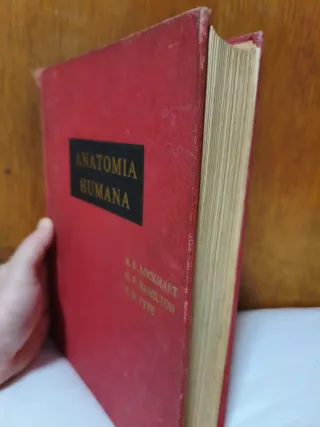 ANATOMIA
HUMANA
R. D. LOCKHART
G. F. HAMILTON
F. W. FYFE